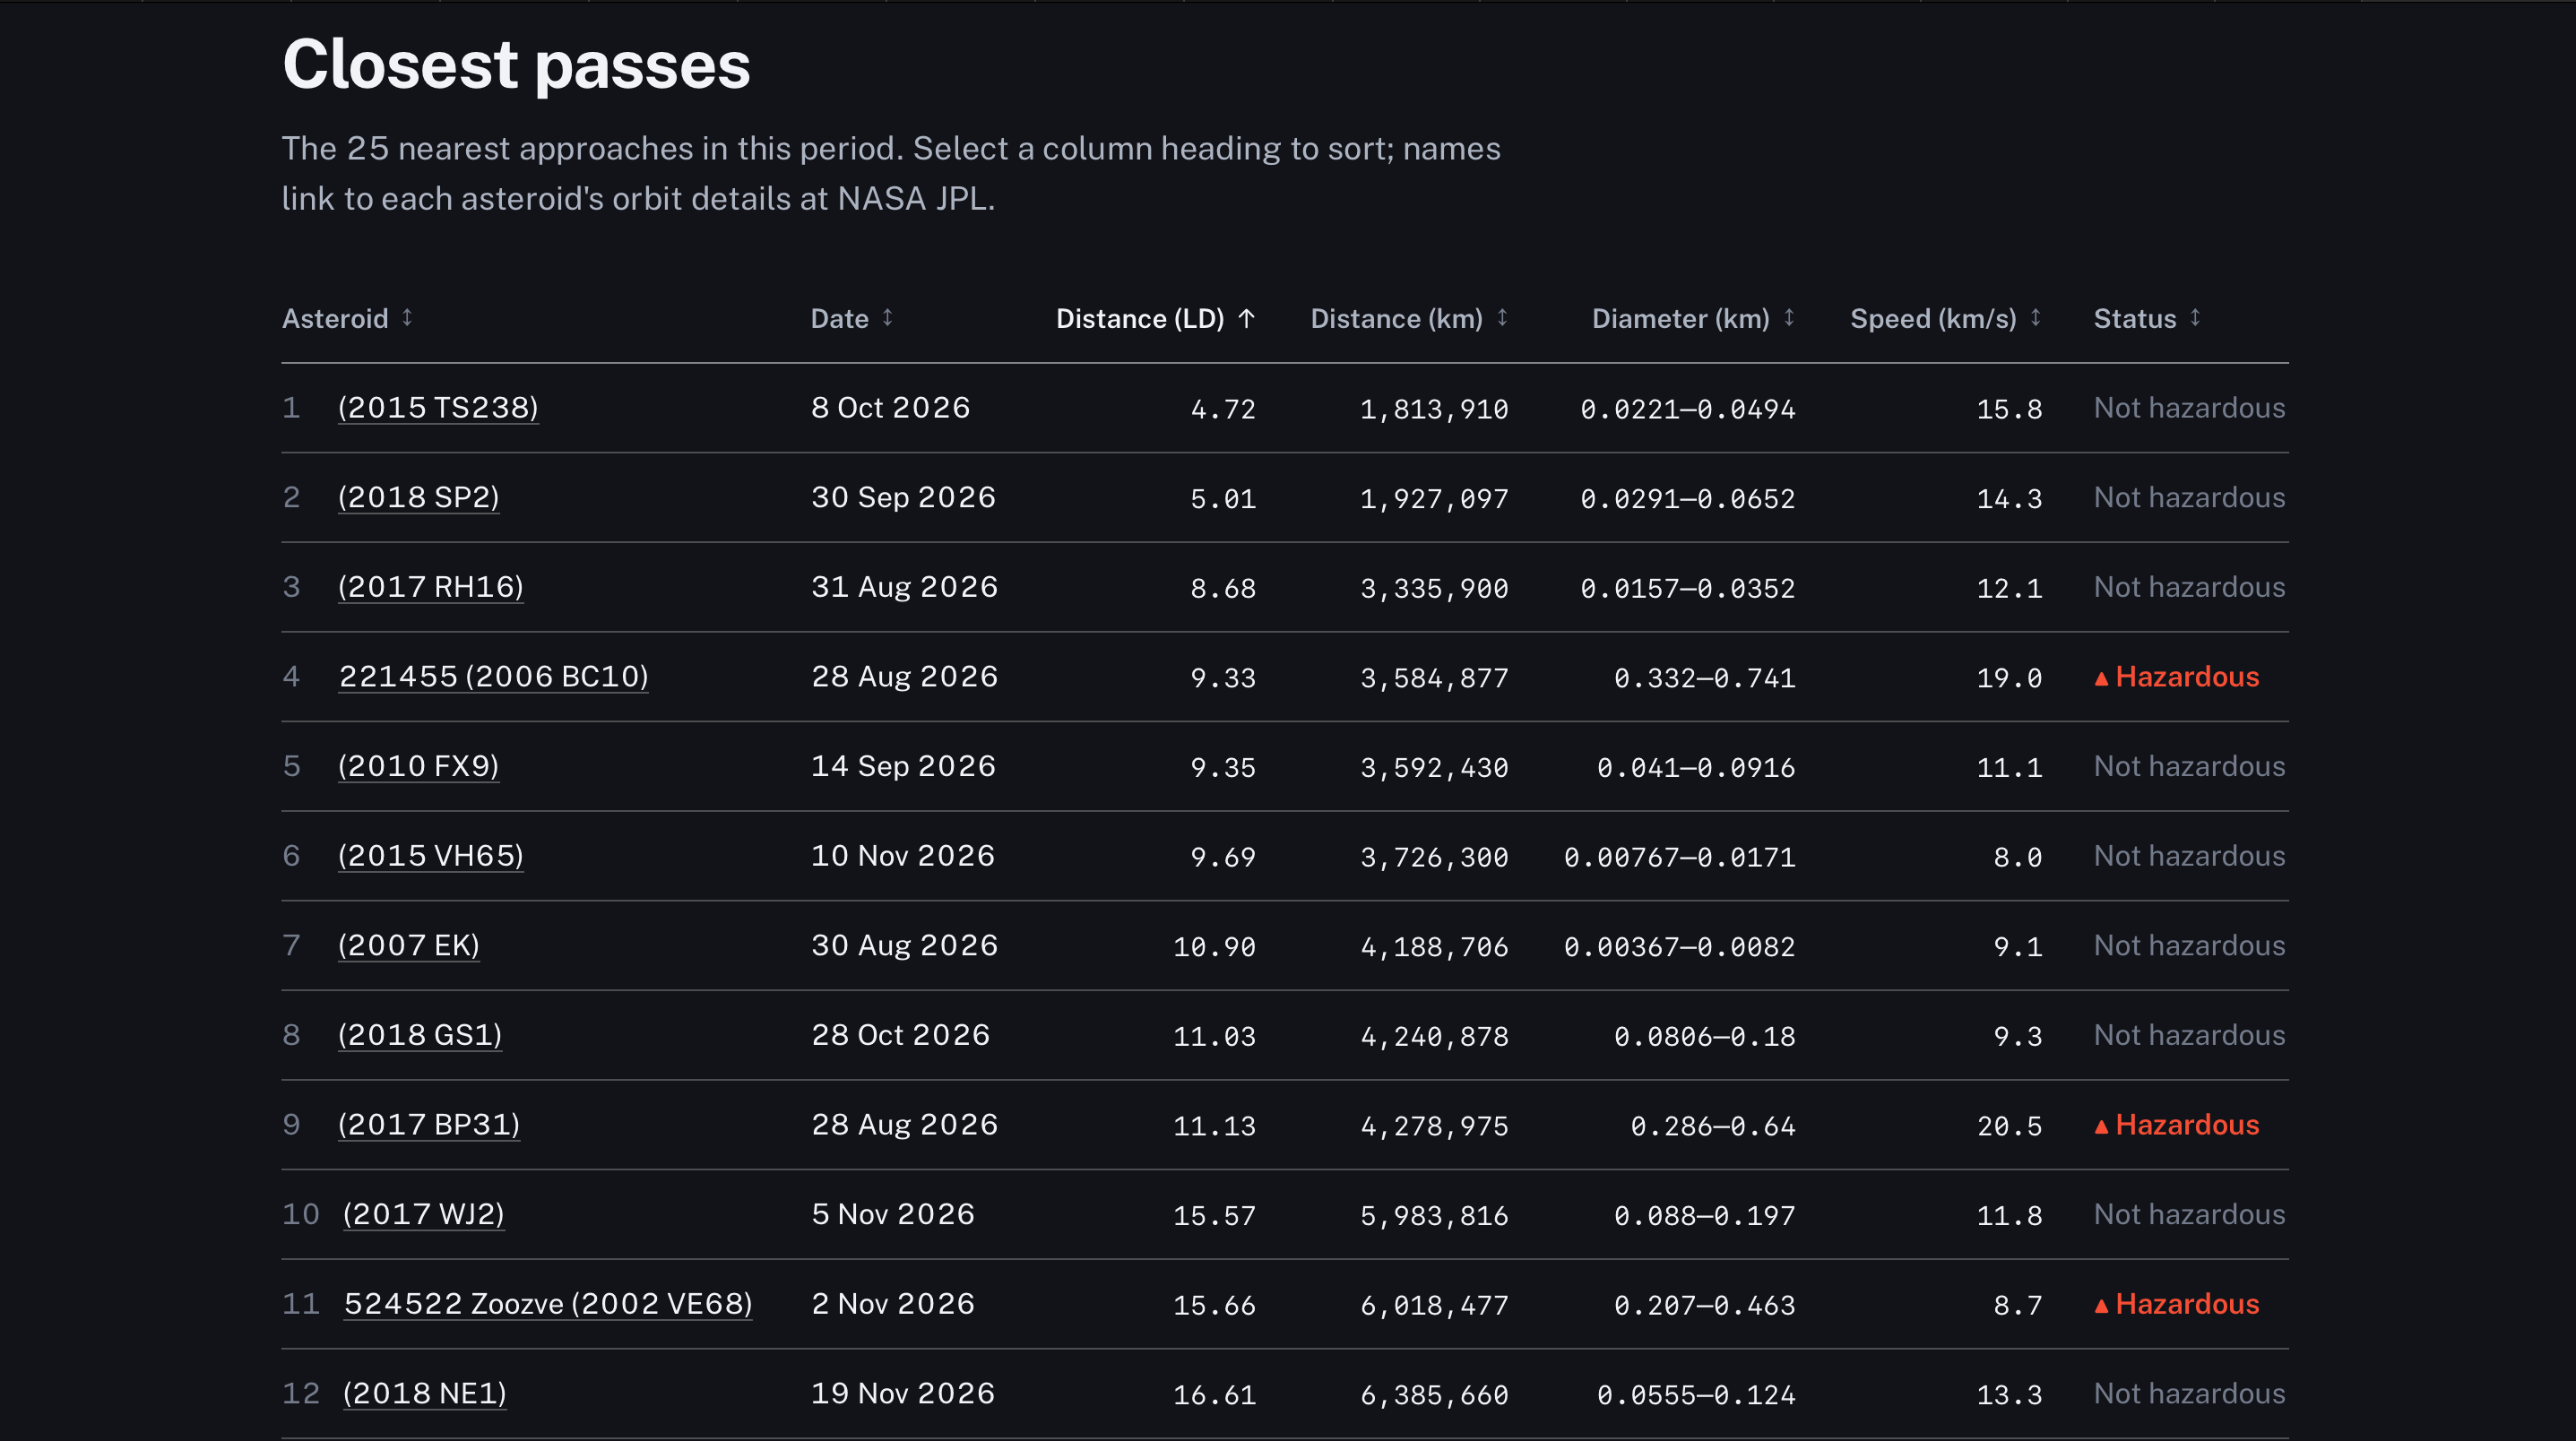 Closest passes
The 25 nearest approaches in this period. Select a column heading to sort; names
link to each asteroid's orbit details at NASA JPL.
Asteroid ↕ Date ↕ Distance (LD) ↑ Distance (km) ↕ Diameter (km) ↕ Speed (km/s) ↕ Status ↕
1 (2015 TS238) 8 Oct 2026 4.72 1,813,910 0.0221–0.0494 15.8 Not hazardous
2 (2018 SP2) 30 Sep 2026 5.01 1,927,097 0.0291–0.0652 14.3 Not hazardous
3 (2017 RH16) 31 Aug 2026 8.68 3,335,900 0.0157–0.0352 12.1 Not hazardous
4 221455 (2006 BC10) 28 Aug 2026 9.33 3,584,877 0.332–0.741 19.0 ▲ Hazardous
5 (2010 FX9) 14 Sep 2026 9.35 3,592,430 0.041–0.0916 11.1 Not hazardous
6 (2015 VH65) 10 Nov 2026 9.69 3,726,300 0.00767–0.0171 8.0 Not hazardous
7 (2007 EK) 30 Aug 2026 10.90 4,188,706 0.00367–0.0082 9.1 Not hazardous
8 (2018 GS1) 28 Oct 2026 11.03 4,240,878 0.0806–0.18 9.3 Not hazardous
9 (2017 BP31) 28 Aug 2026 11.13 4,278,975 0.286–0.64 20.5 ▲ Hazardous
10 (2017 WJ2) 5 Nov 2026 15.57 5,983,816 0.088–0.197 11.8 Not hazardous
11 524522 Zoozve (2002 VE68) 2 Nov 2026 15.66 6,018,477 0.207–0.463 8.7 ▲ Hazardous
12 (2018 NE1) 19 Nov 2026 16.61 6,385,660 0.0555–0.124 13.3 Not hazardous